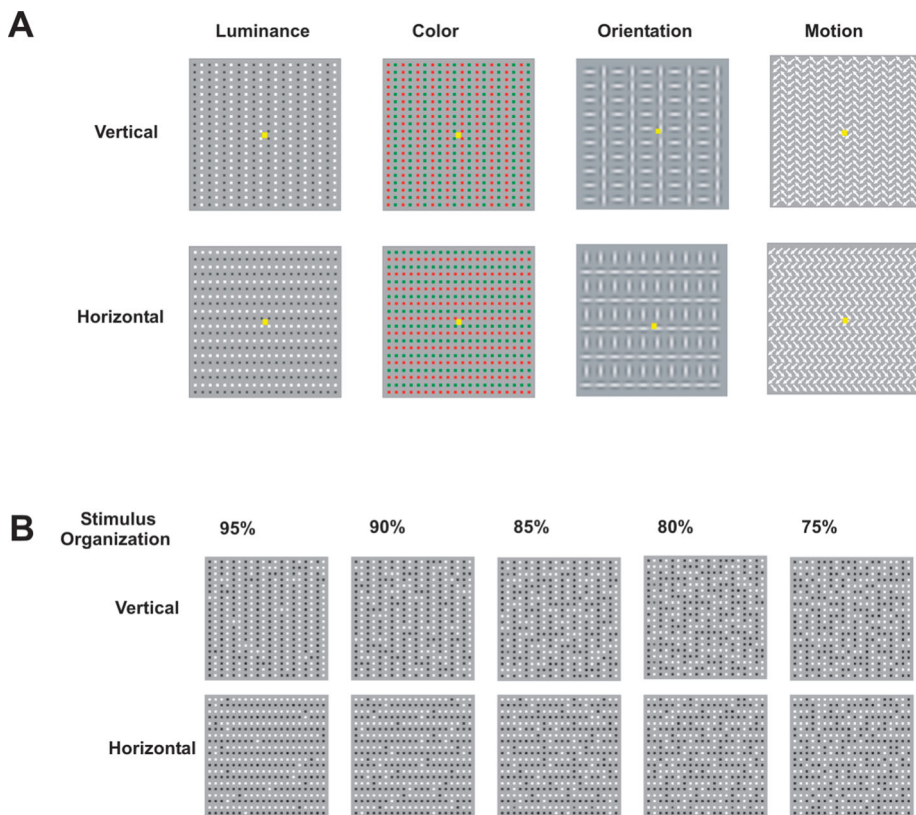 A
Luminance Color Orientation Motion
Vertical
Horizontal
B
Stimulus
Organization
95% 90% 85% 80% 75%
Vertical
Horizontal